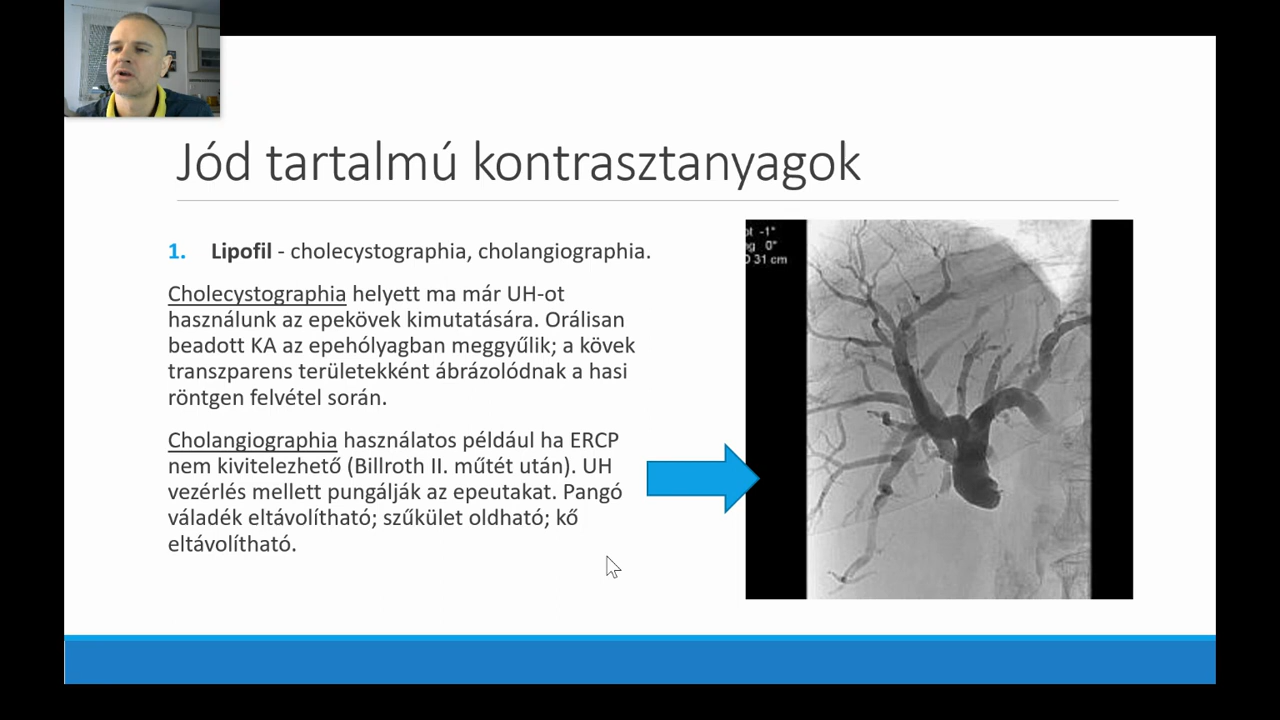 Jód tartalmú kontrasztanyagok
1. Lipofil - cholecystographia, cholangiographia.
Cholecystographia helyett ma már UH-ot
használunk az epekövek kimutatására. Orálisan
beadott KA az epehólyagban meggyűlik; a kövek
transzparens területekként ábrázolódnak a hasi
röntgen felvétel során.
Cholangiographia használatos például ha ERCP
nem kivitelezhető (Billroth II. műtét után). UH
vezérlés mellett pungálják az epeutakat. Pangó
váladék eltávolítható; szűkület oldható; kő
eltávolítható.
ot -1°
ng 0°
D 31 cm